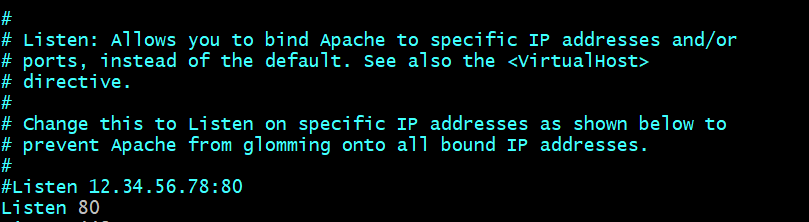 #
# Listen: Allows you to bind Apache to specific IP addresses and/or
# ports, instead of the default. See also the <VirtualHost>
# directive.
#
# Change this to Listen on specific IP addresses as shown below to
# prevent Apache from glomming onto all bound IP addresses.
#
#Listen 12.34.56.78:80
Listen 80